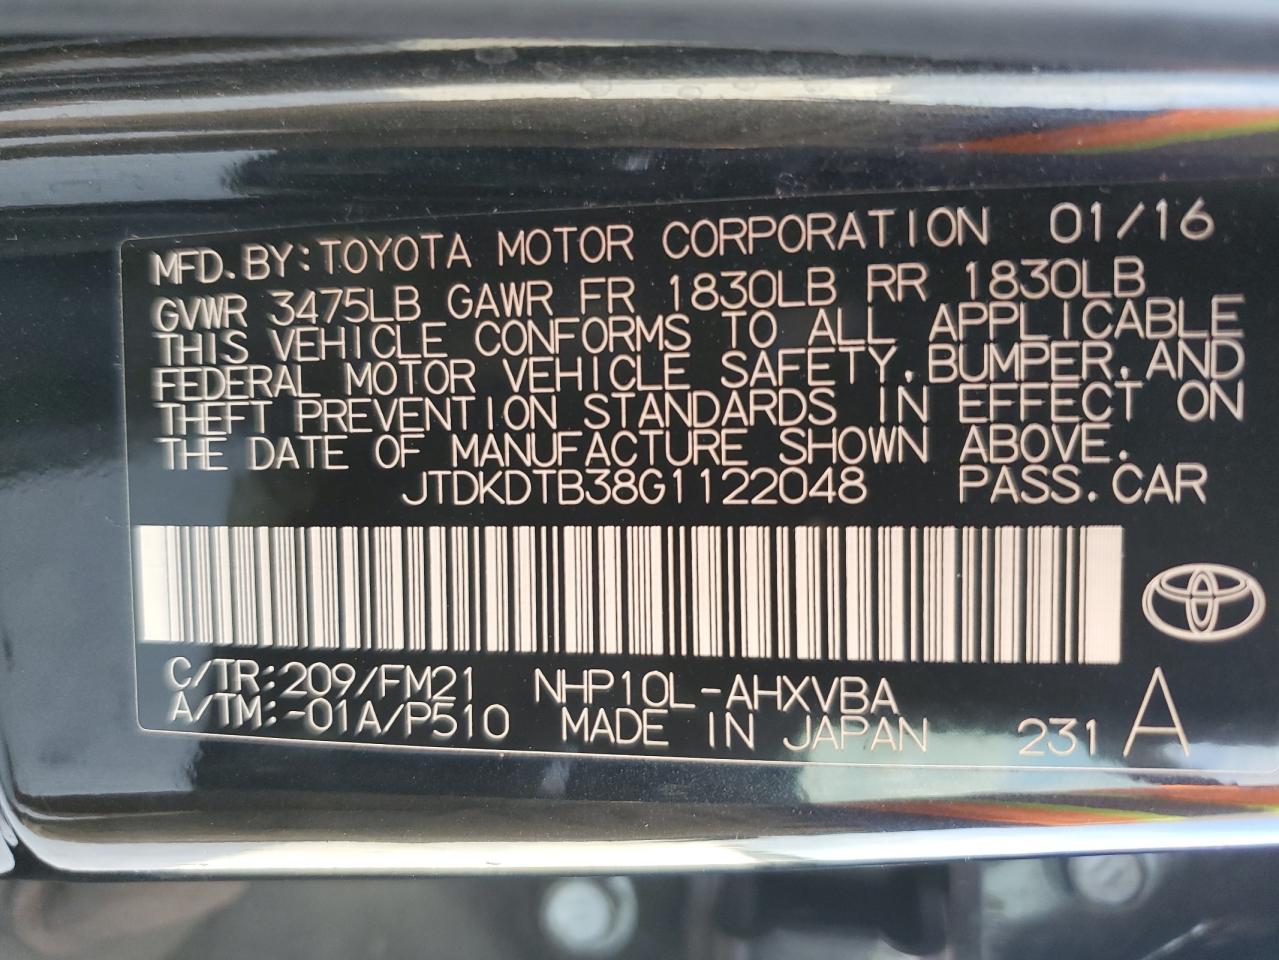 MFD. BY: TOYOTA MOTOR CORPORATION 01/16
GVWR 3475LB GAWR FR 1830LB RR 1830LB
THIS VEHICLE CONFORMS TO ALL APPLICABLE
FEDERAL MOTOR VEHICLE SAFETY, BUMPER, AND
THEFT PREVENTION STANDARDS IN EFFECT ON
THE DATE OF MANUFACTURE SHOWN ABOVE.
JTDKDTB38G1122048 PASS. CAR
C/TR: 209/FM21 NHP10L-AHXVBA
A/TM: -01A/P510 MADE IN JAPAN 231 A